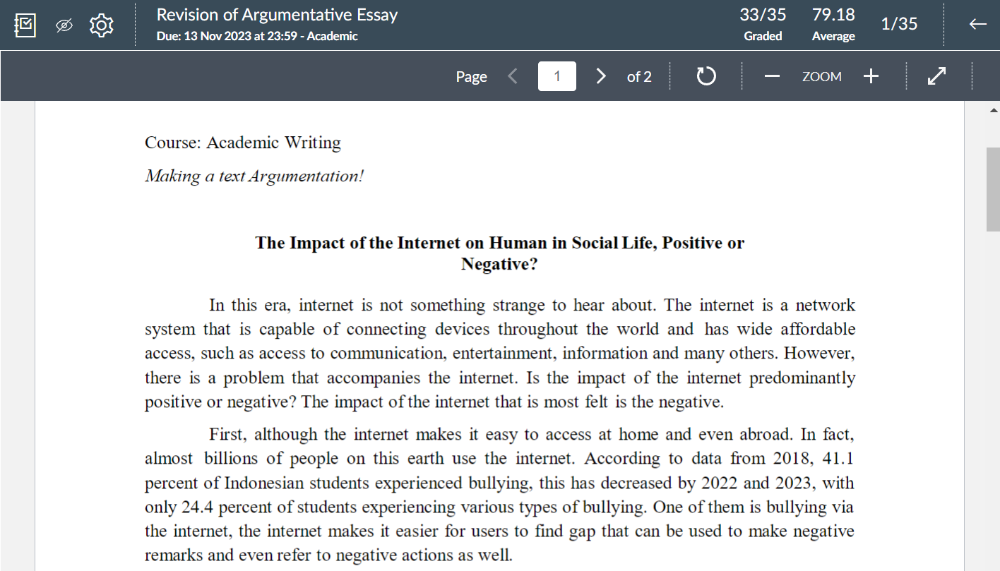 Revision of Argumentative Essay
Due: 13 Nov 2023 at 23:59 - Academic
33/35
Graded
79.18
Average
1/35
Page
1
of 2
ZOOM
Course: Academic Writing
Making a text Argumentation!
The Impact of the Internet on Human in Social Life, Positive or
Negative?
In this era, internet is not something strange to hear about. The internet is a network
system that is capable of connecting devices throughout the world and has wide affordable
access, such as access to communication, entertainment, information and many others. However,
there is a problem that accompanies the internet. Is the impact of the internet predominantly
positive or negative? The impact of the internet that is most felt is the negative.
First, although the internet makes it easy to access at home and even abroad. In fact,
almost billions of people on this earth use the internet. According to data from 2018, 41.1
percent of Indonesian students experienced bullying, this has decreased by 2022 and 2023, with
only 24.4 percent of students experiencing various types of bullying. One of them is bullying via
the internet, the internet makes it easier for users to find gap that can be used to make negative
remarks and even refer to negative actions as well.